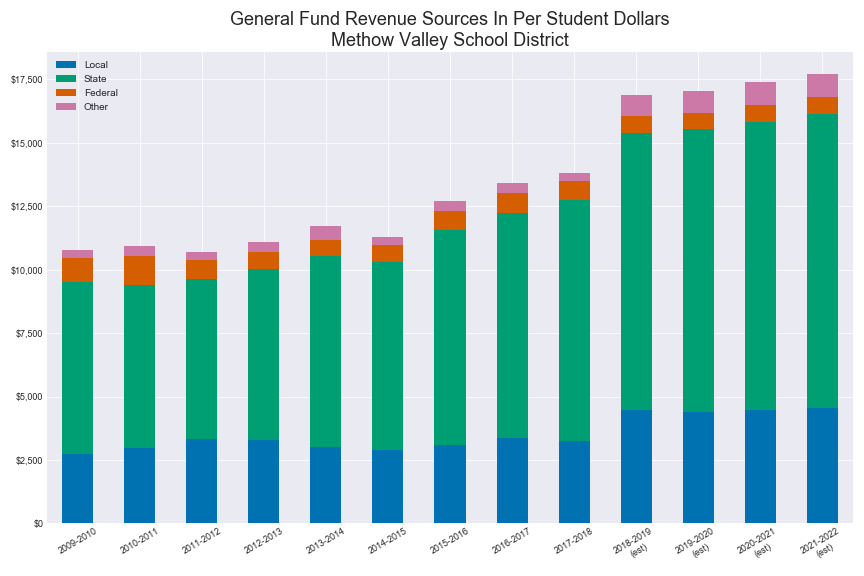 General Fund Revenue Sources In Per Student Dollars
Methow Valley School District
Local
State
Federal
Other
$17,500
$15,000
$12,500
$10,000
$7,500
$5,000
$2,500
$0
2009-2010
2010-2011
2011-2012
2012-2013
2013-2014
2014-2015
2015-2016
2016-2017
2017-2018
2018-2019
(est)
2019-2020
(est)
2020-2021
(est)
2021-2022
(est)